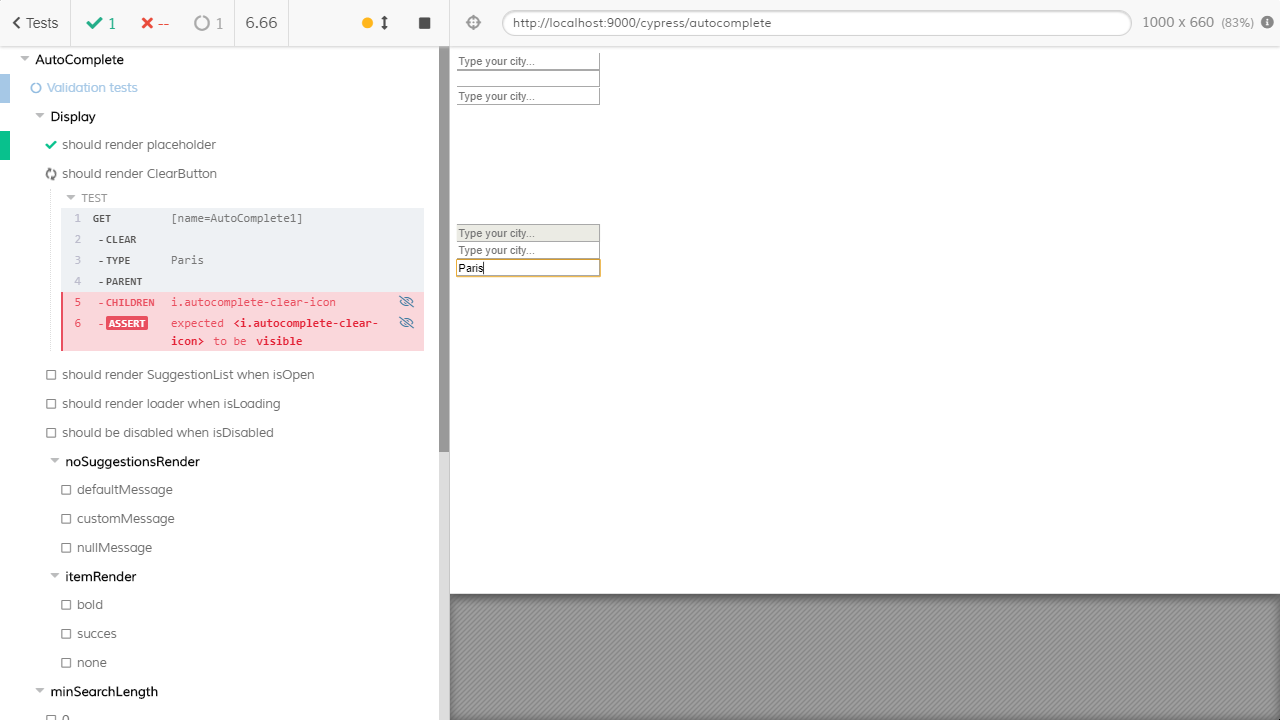 Tests 1 -- 1 6.66 http://localhost:9000/cypress/autocomplete 1000 x 660 (83%)
AutoComplete
Validation tests
Display
should render placeholder
should render ClearButton
TEST
1 GET [name=AutoComplete1]
2 -CLEAR
3 -TYPE Paris
4 -PARENT
5 -CHILDREN i.autocomplete-clear-icon
6 -ASSERT expected <i.autocomplete-clear-
icon> to be visible
should render SuggestionList when isOpen
should render loader when isLoading
should be disabled when isDisabled
noSuggestionsRender
defaultMessage
customMessage
nullMessage
itemRender
bold
succes
none
minSearchLength
Type your city...
Type your city...
Type your city...
Type your city...
Paris